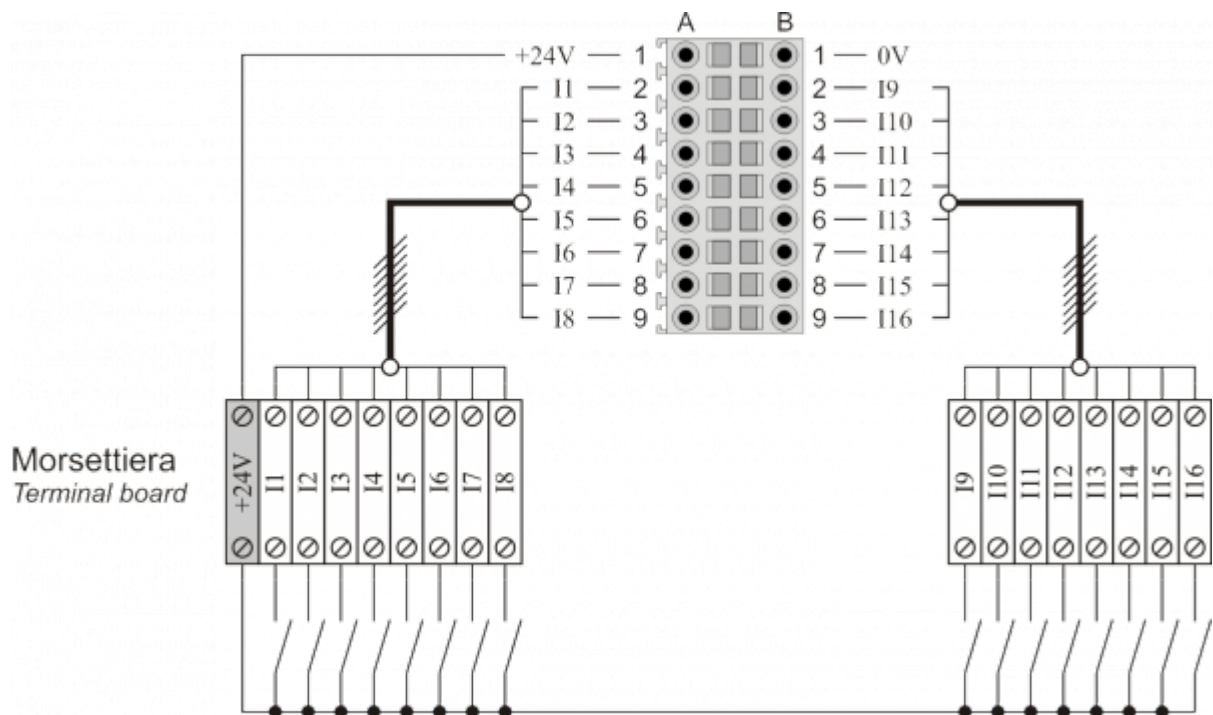 A B
+24V 1 1 0V
I1 2 2 I9
I2 3 3 I10
I3 4 4 I11
I4 5 5 I12
I5 6 6 I13
I6 7 7 I14
I7 8 8 I15
I8 9 9 I16
+24V I1 I2 I3 I4 I5 I6 I7 I8 I9 I10 I11 I12 I13 I14 I15 I16
Morsettiera
Terminal board